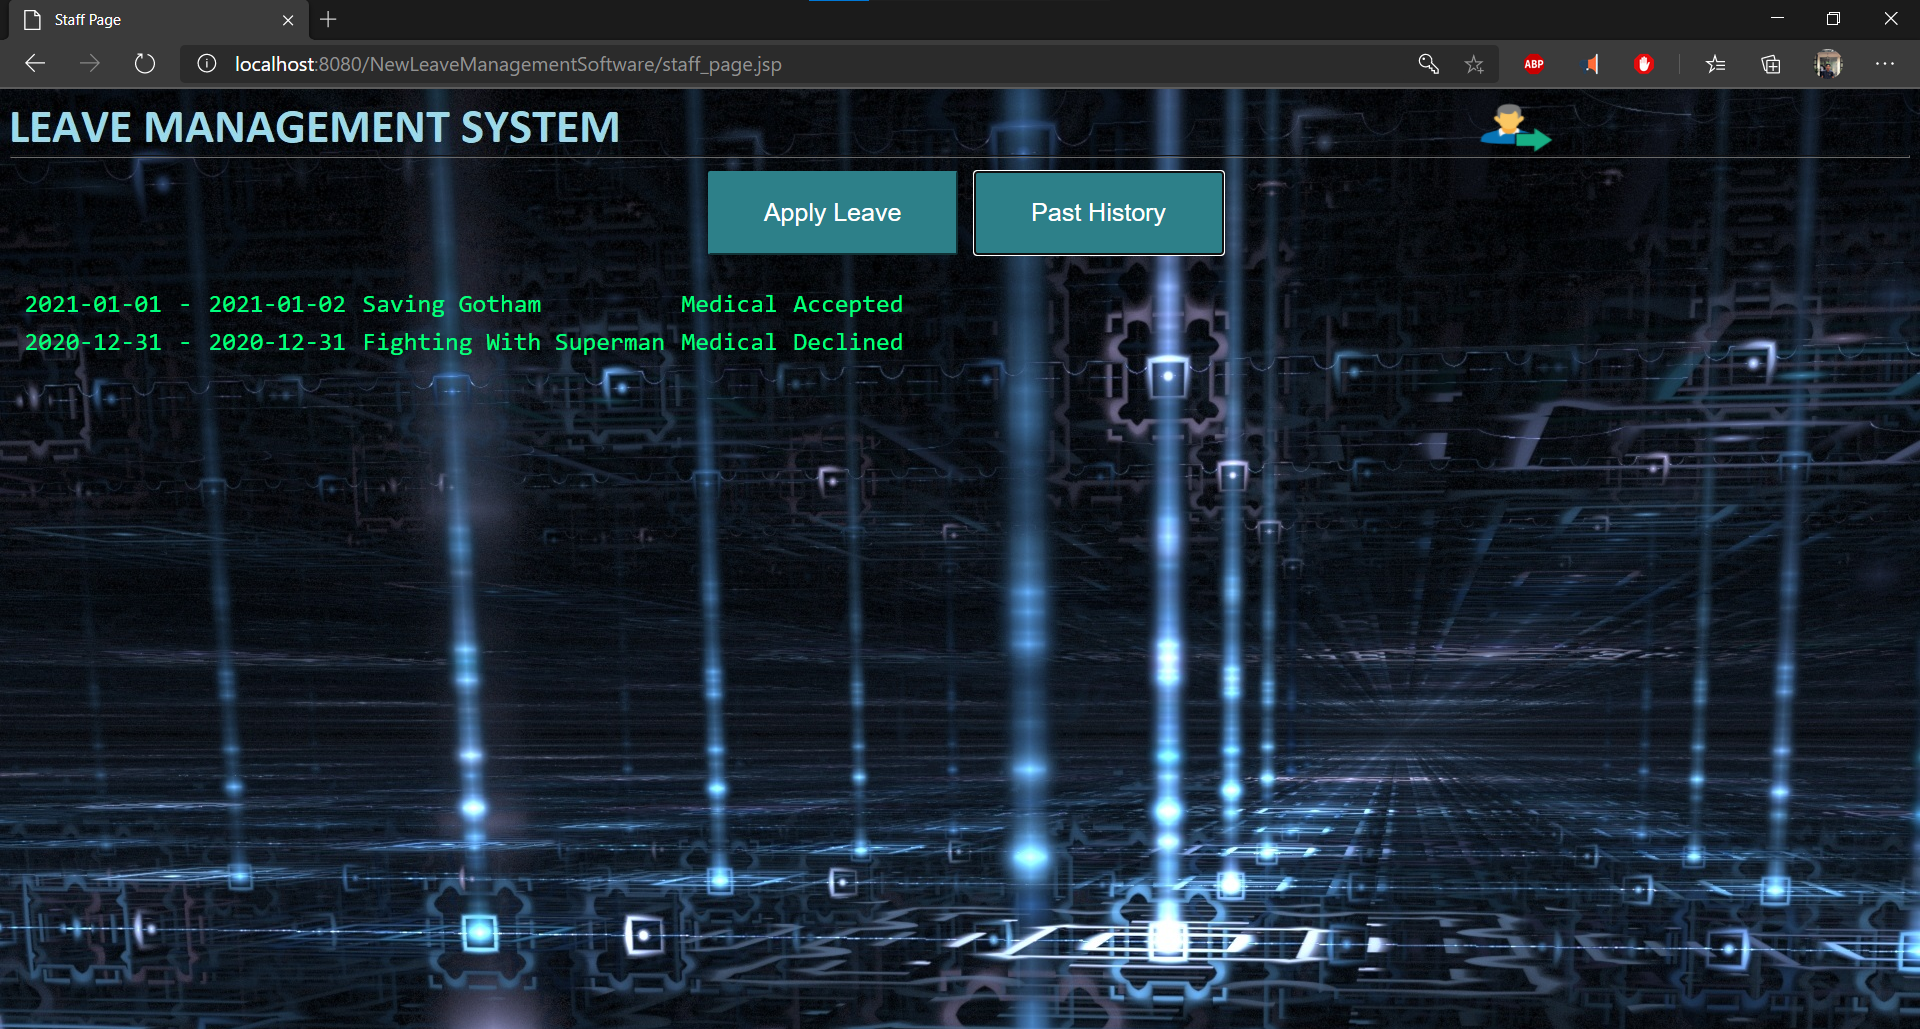 Staff Page
localhost:8080/NewLeaveManagementSoftware/staff_page.jsp
ABP
LEAVE MANAGEMENT SYSTEM
Apply Leave
Past History
2021-01-01 - 2021-01-02 Saving Gotham Medical Accepted
2020-12-31 - 2020-12-31 Fighting With Superman Medical Declined